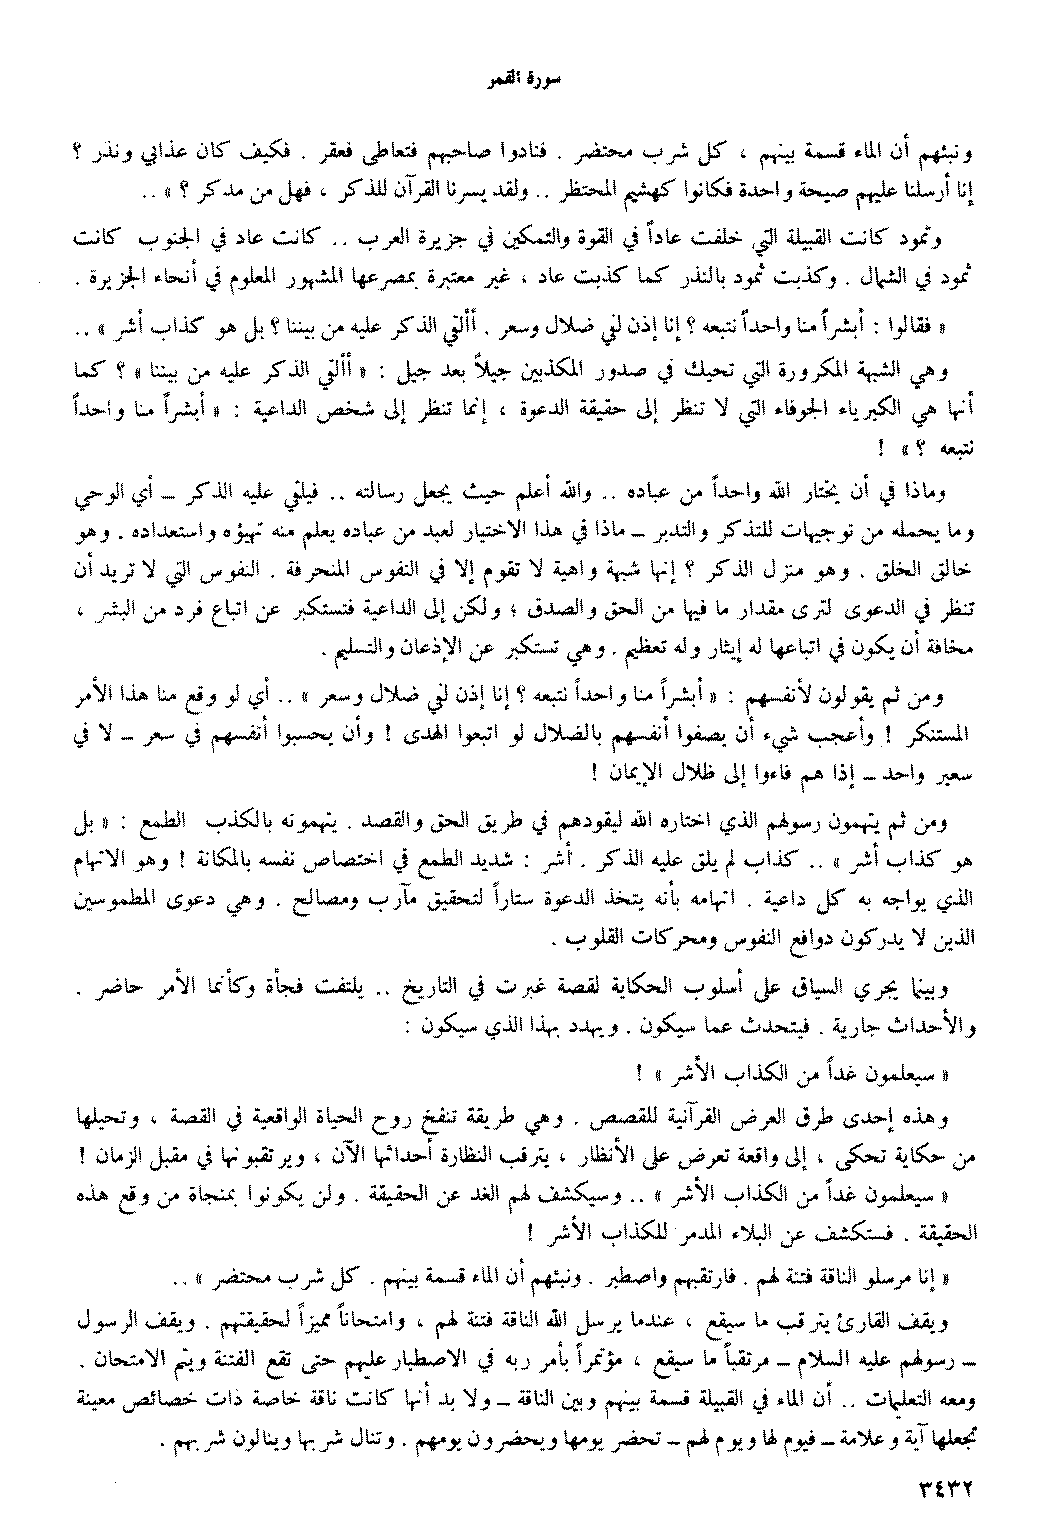 سورة القمر
ونبئهم أن الماء قسمة بينهم ، كل شرب محتضر . فنادوا صاحبهم فتعاطى فعقر . فكيف كان عذابي ونذر ؟
إنا أرسلنا عليهم صيحة واحدة فكانوا كهشيم المحتظر .. ولقد يسرنا القرآن للذكر ، فهل من مدكر ؟ » ..
وثمود كانت القبيلة التي خلفت عاداً في القوة والتمكين في جزيرة العرب .. كانت عاد في الجنوب كانت
ثمود في الشمال . وكذبت ثمود بالنذر كما كذبت عاد ، غير معتبرة بمصرعها المشهور المعلوم في أنحاء الجزيرة .
« فقالوا : أبشراً منا واحداً نتبعه ؟ إنا إذن لفي ضلال وسعر . أألقي الذكر عليه من بيننا ؟ بل هو كذاب أشر » ..
وهي الشبهة المكرورة التي تحيك في صدور المكذبين جيلاً بعد جيل : « أألقي الذكر عليه من بيننا » ؟ كما
أنها هي الكبرياء الجوفاء التي لا تنظر إلى حقيقة الدعوة ، إنما تنظر إلى شخص الداعية : « أبشراً منا واحداً
نتبعه ؟ » !
وماذا في أن يختار الله واحداً من عباده .. والله أعلم حيث يجعل رسالته .. فيلقي عليه الذكر – أي الوحي
وما يحمله من توجيهات للتذكر والتدبر – ماذا في هذا الاختيار لعبد من عباده يعلم منه تهيؤه واستعداده . وهو
خالق الخلق . وهو منزل الذكر ؟ إنها شبهة واهية لا تقوم إلا في النفوس المنحرفة . النفوس التي لا تريد أن
تنظر في الدعوى لترى مقدار ما فيها من الحق والصدق ؛ ولكن إلى الداعية فتستكبر عن اتباع فرد من البشر ،
مخافة أن يكون في اتباعها له إيثار وله تعظيم . وهي تستكبر عن الإذعان والتسليم .
ومن ثم يقولون لأنفسهم : « أبشراً منا واحداً نتبعه ؟ إنا إذن لفي ضلال وسعر » .. أي لو وقع منا هذا الأمر
المستنكر ! وأعجب شيء أن يصفوا أنفسهم بالضلال لو اتبعوا الهدى ! وأن يحسبوا أنفسهم في سعر – لا في
سعير واحد – إذا هم فاءوا إلى ظلال الإيمان !
ومن ثم يتهمون رسولهم الذي اختاره الله ليقودهم في طريق الحق والقصد . يتهمونه بالكذب الطمع : « بل
هو كذاب أشر » .. كذاب لم يلق عليه الذكر . أشر : شديد الطمع في اختصاص نفسه بالمكانة ! وهو الاتهام
الذي يواجه به كل داعية . اتهامه بأنه يتخذ الدعوة ستاراً لتحقيق مآرب ومصالح . وهي دعوى المطموسين
الذين لا يدركون دوافع النفوس ومحركات القلوب .
وبينما يجري السياق على أسلوب الحكاية لقصة غبرت في التاريخ .. يلتفت فجأة وكأنما الأمر حاضر .
والأحداث جارية . فيتحدث عما سيكون . ويهدد بهذا الذي سيكون :
« سيعلمون غداً من الكذاب الأشر » !
وهذه إحدى طرق العرض القرآنية للقصص . وهي طريقة تنفخ روح الحياة الواقعية في القصة ، وتحيلها
من حكاية تحكى ، إلى واقعة تعرض على الأنظار ، يترقب النظارة أحداثها الآن ، ويرتقبونها في مقبل الزمان !
« سيعلمون غداً من الكذاب الأشر » .. وسيكشف لهم الغد عن الحقيقة . ولن يكونوا بمنجاة من وقع هذه
الحقيقة . فستكشف عن البلاء المدمر للكذاب الأشر !
« إنا مرسلو الناقة فتنة لهم . فارتقبهم واصطبر . ونبئهم أن الماء قسمة بينهم . كل شرب محتضر » ..
ويقف القارئ يترقب ما سيقع ، عندما يرسل الله الناقة فتنة لهم ، وامتحاناً مميزاً لحقيقتهم . ويقف الرسول
– رسولهم عليه السلام – مرتقباً ما سيقع ، مؤتمراً بأمر ربه في الاصطبار عليهم حتى تقع الفتنة ويتم الامتحان .
ومعه التعليمات .. أن الماء في القبيلة قسمة بينهم وبين الناقة – ولا بد أنها كانت ناقة خاصة ذات خصائص معينة
تجعلها آية وعلامة – فيوم لها ويوم لهم – تحضر يومها ويحضرون يومهم . وتنال شربها وينالون شربهم .
٣٤٣٢